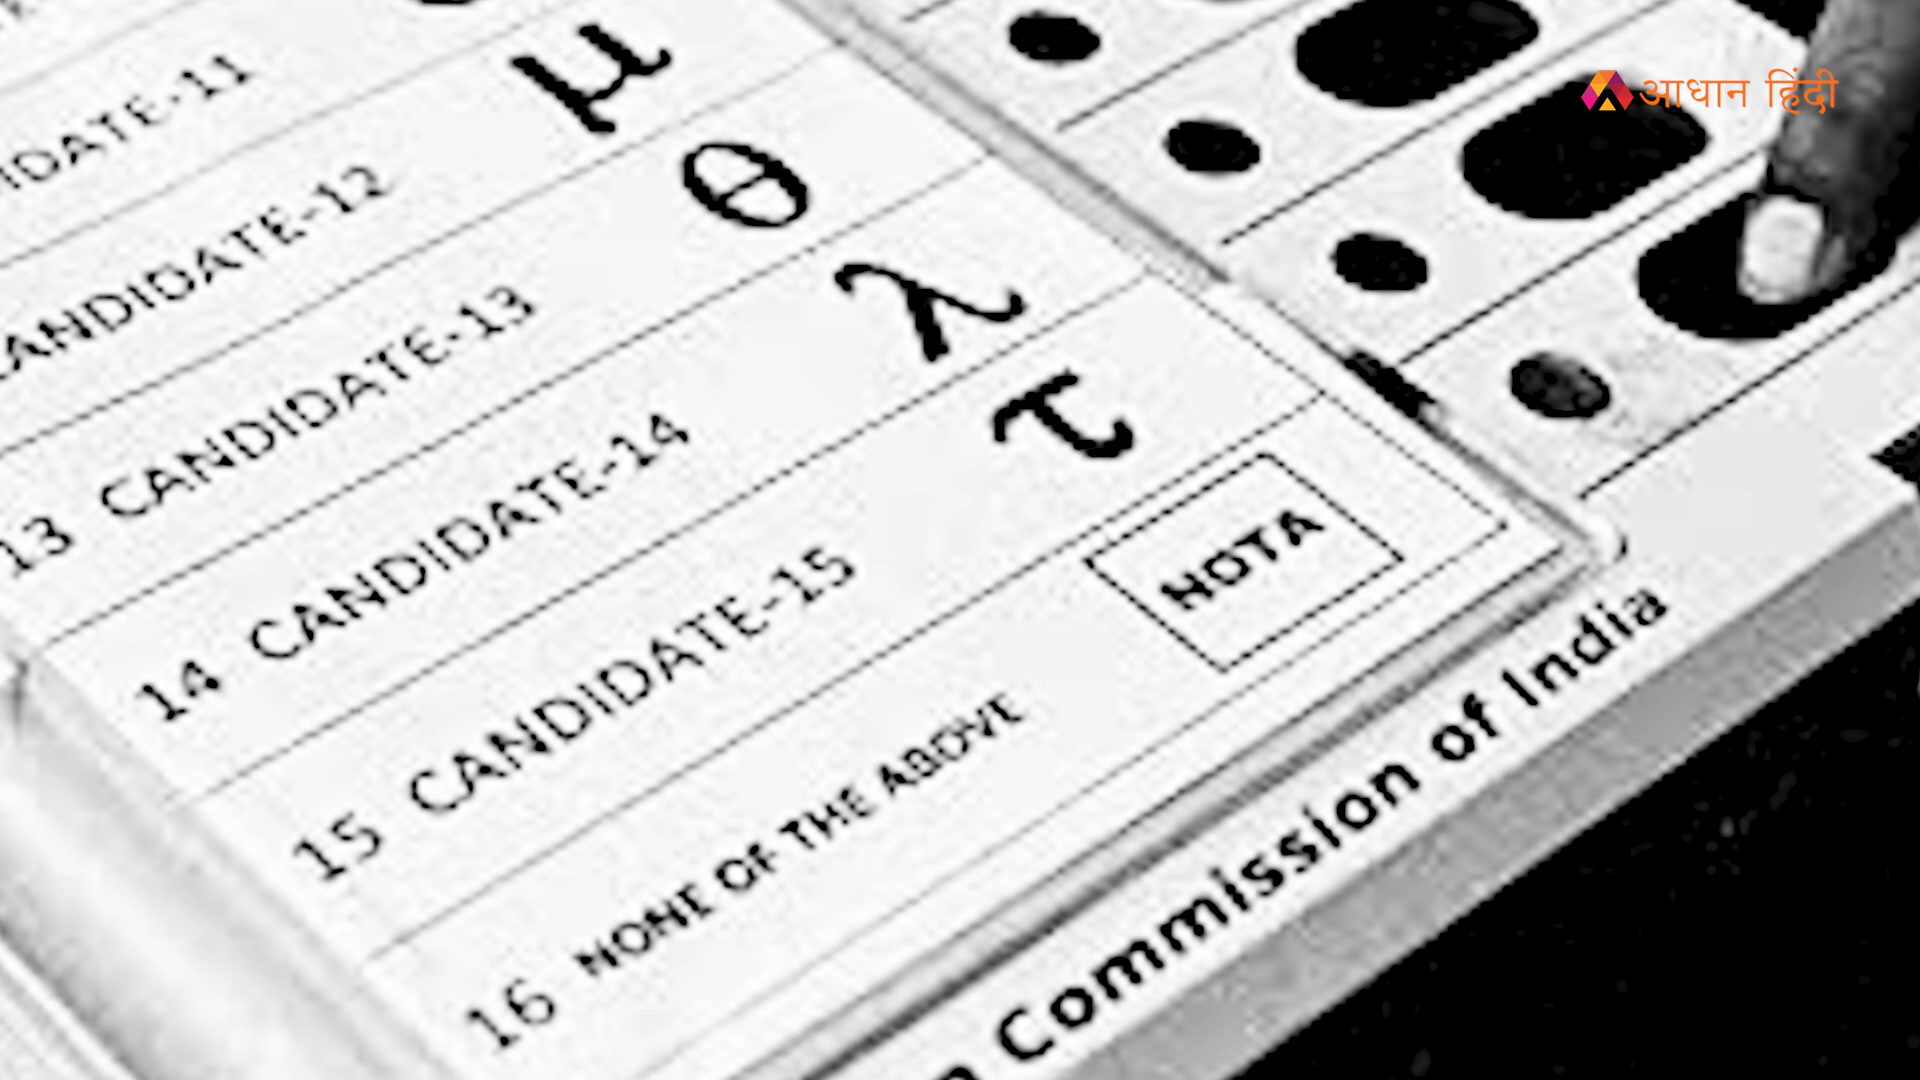 IDATE-11
CANDIDATE-12 μ
13 CANDIDATE-13 θ
14 CANDIDATE-14 λ
15 CANDIDATE-15 τ
16 NONE OF THE ABOVE NOTA
Commission of India
आधान हिंदी